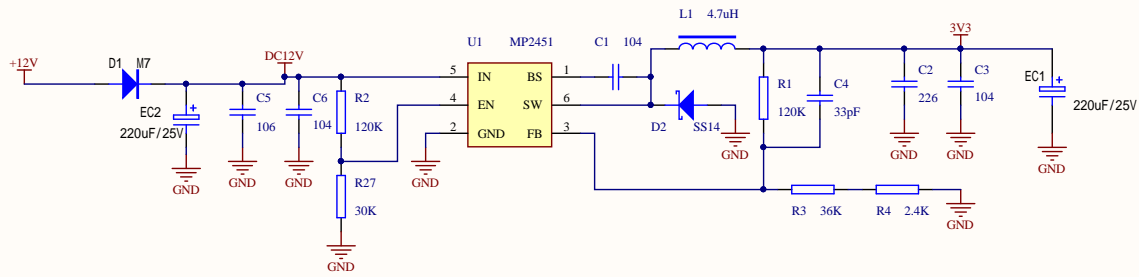 L1 4.7uH
U1 MP2451 C1 104 3V3
+12V D1 M7 DC12V
5 IN BS 1
EC2 C5 C6 R2 4 EN SW 6 R1 C4 C2 C3 EC1
220uF/25V 106 104 120K 120K 33pF 226 104 220uF/25V
2 GND FB 3 D2 SS14
GND GND GND GND GND GND GND GND
R27
30K R3 36K R4 2.4K GND
GND